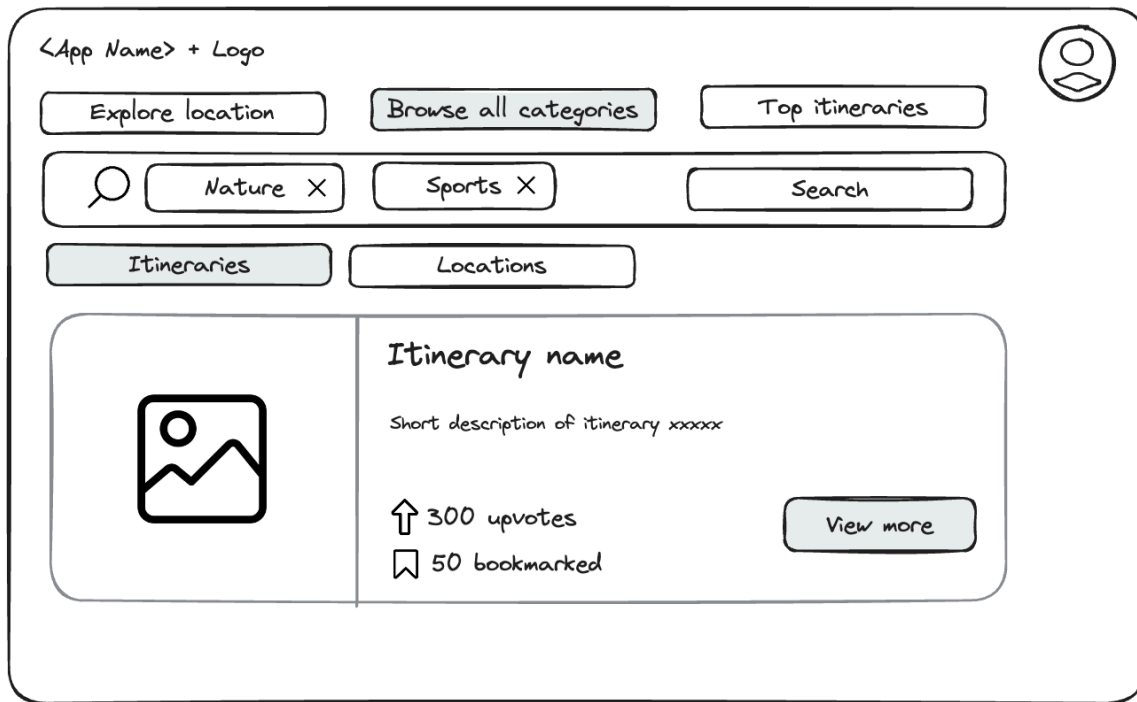 <App Name> + Logo
Explore location
Browse all categories
Top itineraries
Nature X
Sports X
Search
Itineraries
Locations
Itinerary name
Short description of itinerary xxxxx
300 upvotes
50 bookmarked
View more